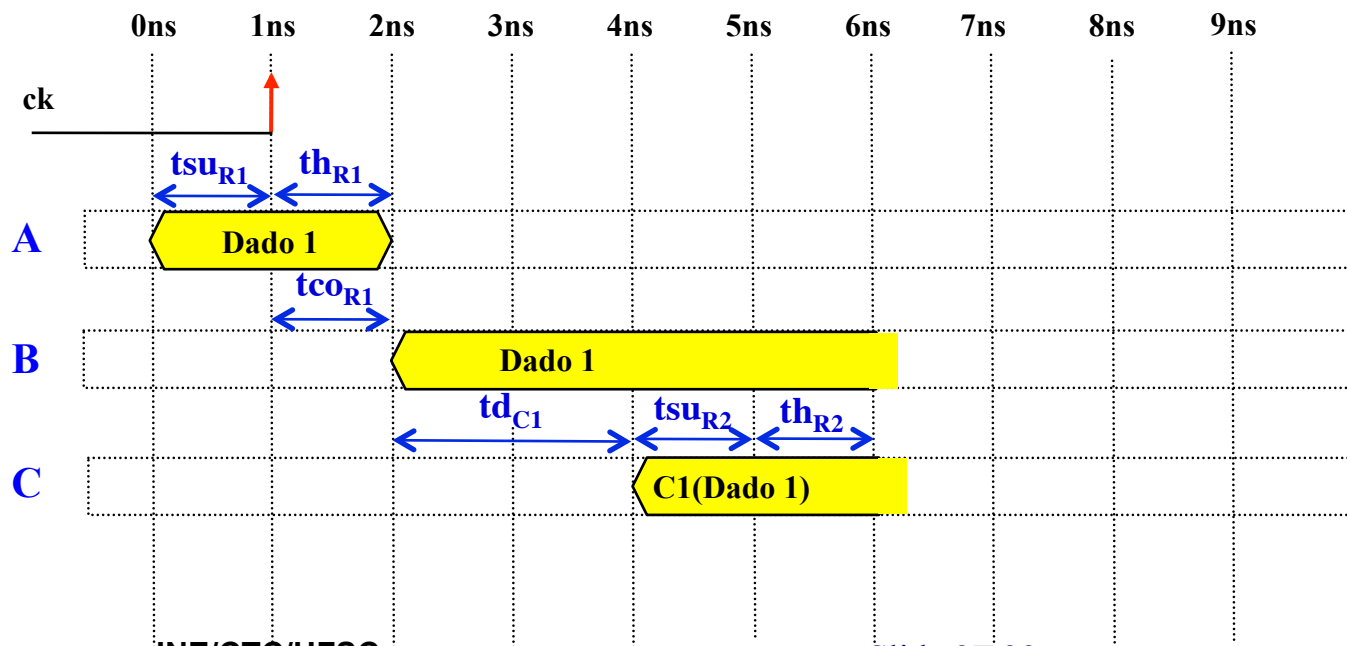 0ns 1ns 2ns 3ns 4ns 5ns 6ns 7ns 8ns 9ns
ck
tsuR1 thR1
A Dado 1
tcoR1
B Dado 1
tdC1 tsuR2 thR2
C C1(Dado 1)